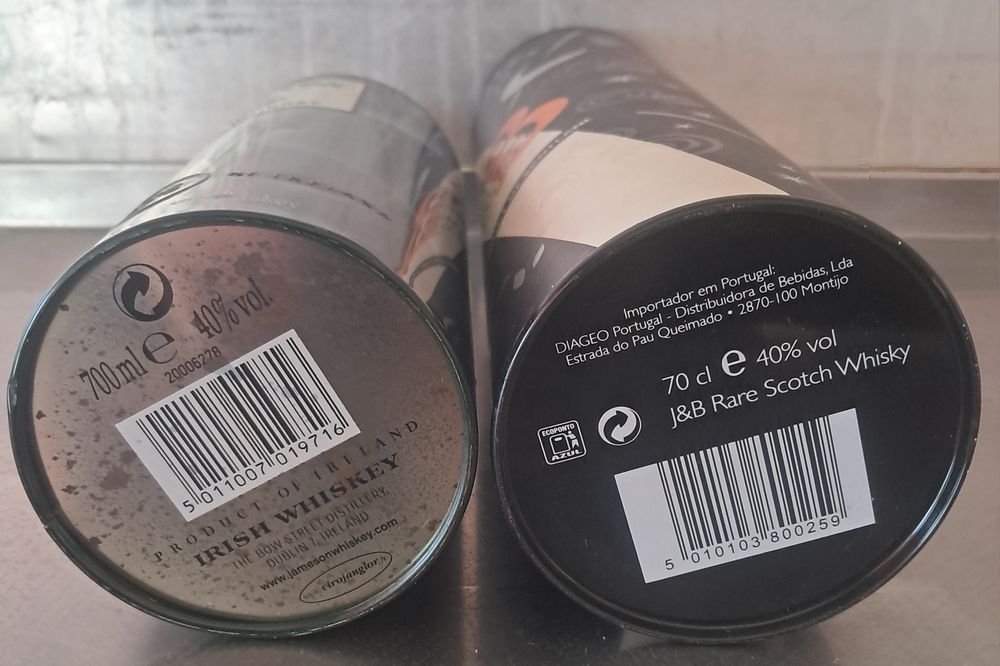 700ml e 40% vol.
20006278
5 011007 019716
PRODUCT OF IRELAND
IRISH WHISKEY
THE BOW STREET DISTILLERY,
DUBLIN 7, IRELAND
www.jamesonwhiskey.com
virojanglor
Importador em Portugal:
DIAGEO Portugal - Distribuidora de Bebidas, Lda
Estrada do Pau Queimado • 2870-100 Montijo
70 cl e 40% vol
J&B Rare Scotch Whisky
ECOPONTO
AZUL
5 010103 800259